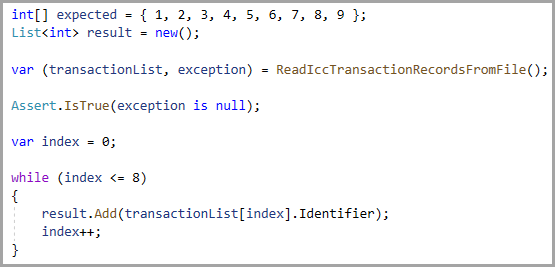 int[] expected = { 1, 2, 3, 4, 5, 6, 7, 8, 9 };
List<int> result = new();
var (transactionList, exception) = ReadIccTransactionRecordsFromFile();
Assert.IsTrue(exception is null);
var index = 0;
while (index <= 8)
{
    result.Add(transactionList[index].Identifier);
    index++;
}